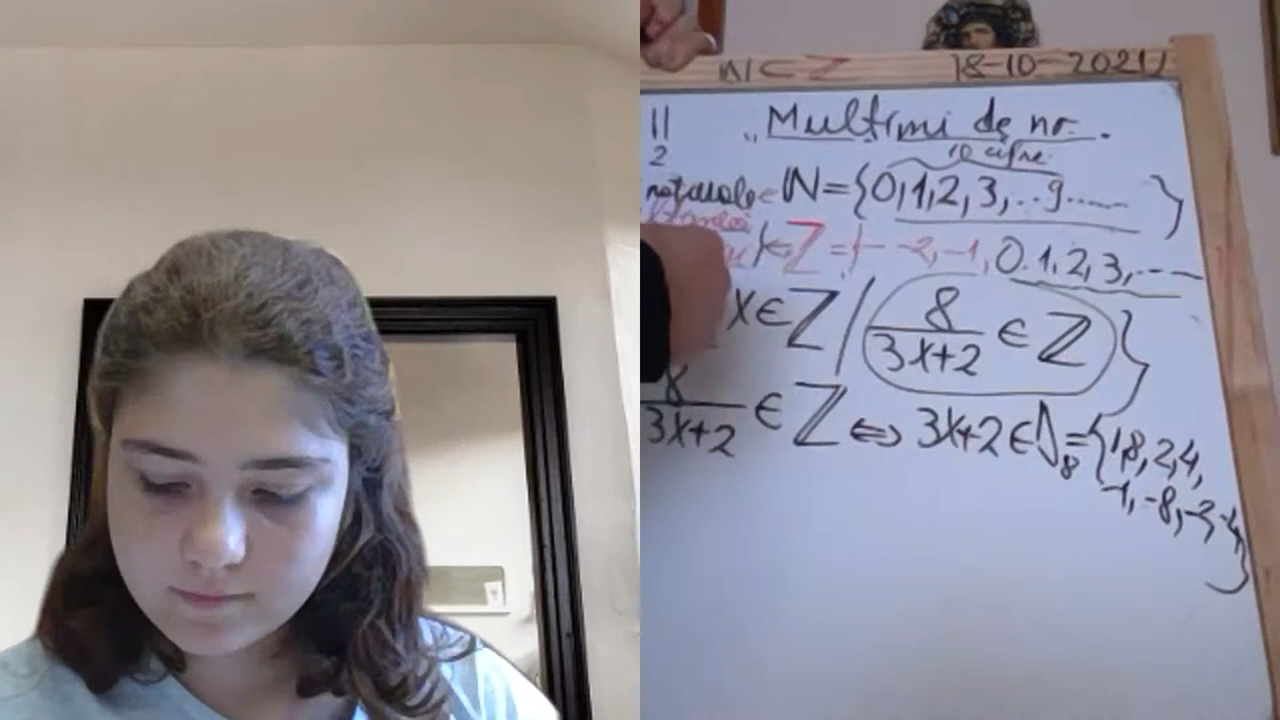 N ⊂ Z 18-10-2021
11 „Mulțimi de nr.
2 10 cifre
naturale N={0,1,2,3,..9......}
Z={- -2,-1,0.1,2,3,----
x∈Z / 8/(3x+2) ∈ Z }
8/(3x+2) ∈ Z ⇔ 3x+2 ∈ D₈={1,8,2,4,
-1,-8,-2,-4}